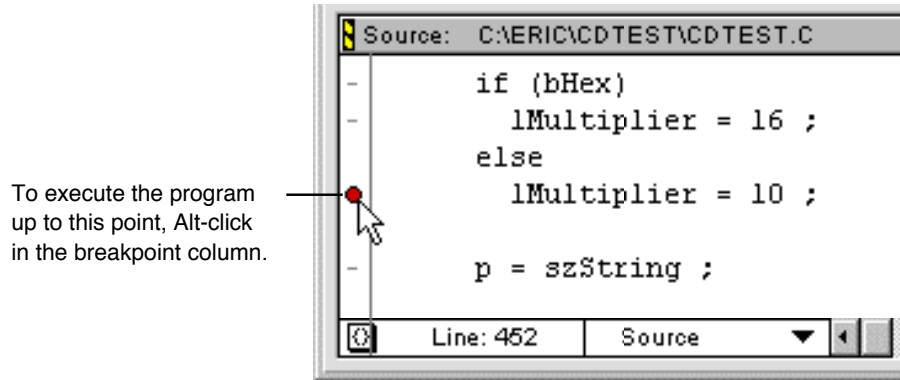 Source: C:\ERIC\CDTEST\CDTEST.C
if (bHex)
lMultiplier = 16 ;
else
lMultiplier = 10 ;
p = szString ;
To execute the program
up to this point, Alt-click
in the breakpoint column.
Line: 452 Source